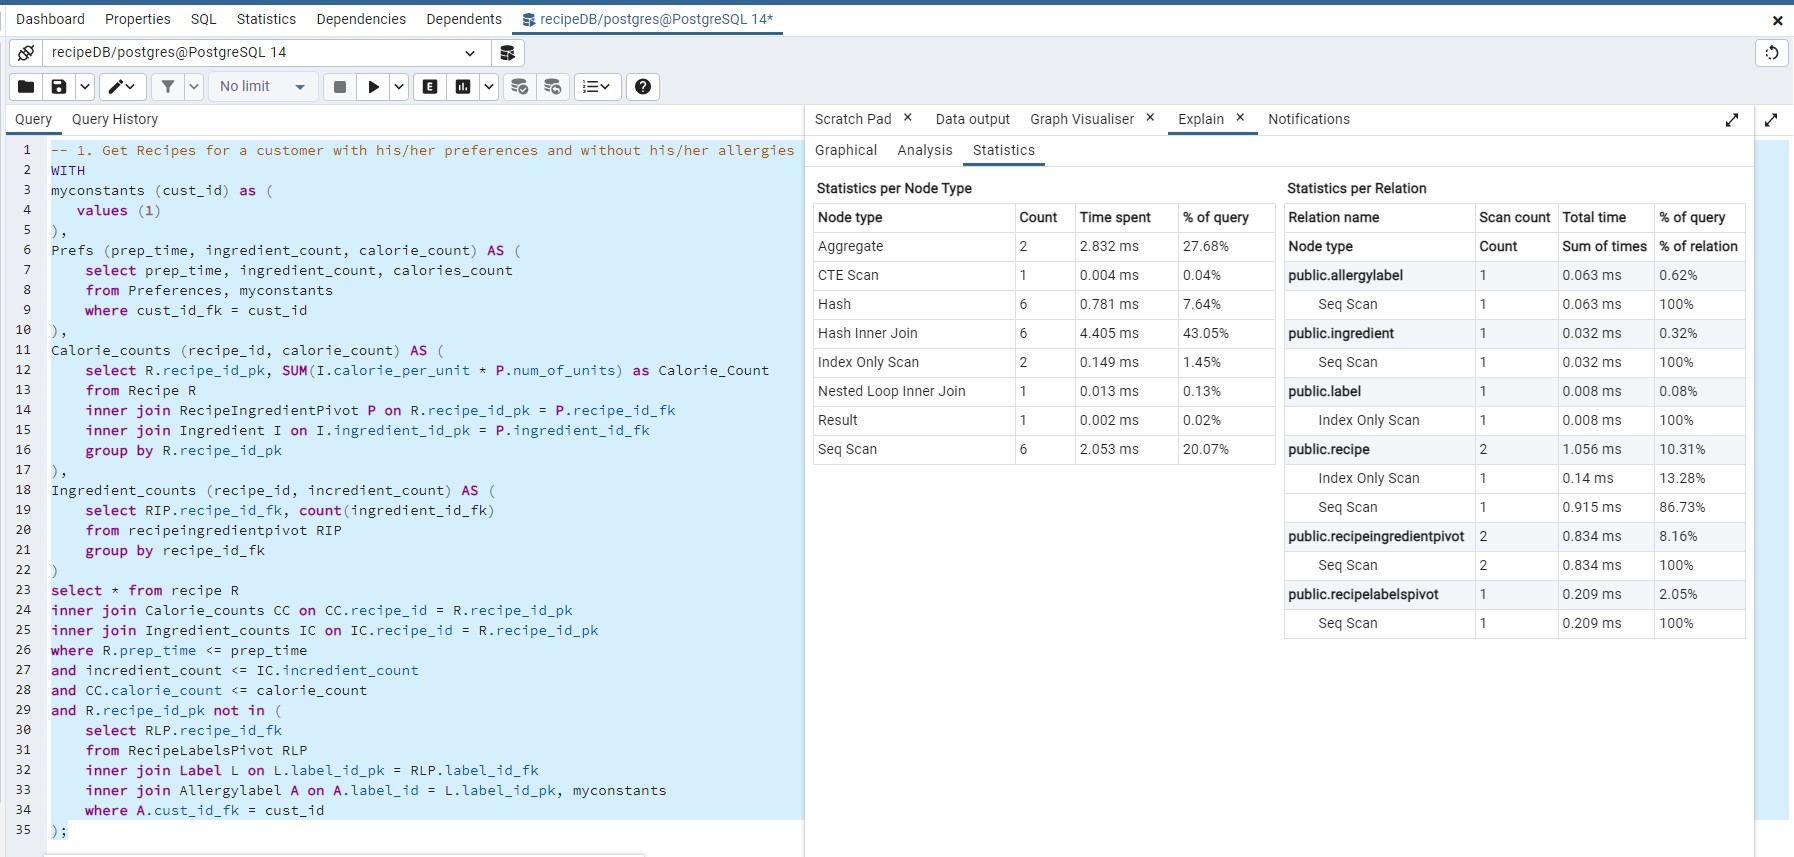 Dashboard Properties SQL Statistics Dependencies Dependents recipeDB/postgres@PostgreSQL 14*
recipeDB/postgres@PostgreSQL 14
No limit
E
Query Query History
Scratch Pad Data output Graph Visualiser Explain Notifications
Graphical Analysis Statistics
1 -- 1. Get Recipes for a customer with his/her preferences and without his/her allergies
2 WITH
3 myconstants (cust_id) as (
4 values (1)
5 ),
6 Prefs (prep_time, ingredient_count, calorie_count) AS (
7 select prep_time, ingredient_count, calories_count
8 from Preferences, myconstants
9 where cust_id_fk = cust_id
10 ),
11 Calorie_counts (recipe_id, calorie_count) AS (
12 select R.recipe_id_pk, SUM(I.calorie_per_unit * P.num_of_units) as Calorie_Count
13 from Recipe R
14 inner join RecipeIngredientPivot P on R.recipe_id_pk = P.recipe_id_fk
15 inner join Ingredient I on I.ingredient_id_pk = P.ingredient_id_fk
16 group by R.recipe_id_pk
17 ),
18 Ingredient_counts (recipe_id, incredient_count) AS (
19 select RIP.recipe_id_fk, count(ingredient_id_fk)
20 from recipeingredientpivot RIP
21 group by recipe_id_fk
22 )
23 select * from recipe R
24 inner join Calorie_counts CC on CC.recipe_id = R.recipe_id_pk
25 inner join Ingredient_counts IC on IC.recipe_id = R.recipe_id_pk
26 where R.prep_time <= prep_time
27 and incredient_count <= IC.incredient_count
28 and CC.calorie_count <= calorie_count
29 and R.recipe_id_pk not in (
30 select RLP.recipe_id_fk
31 from RecipeLabelsPivot RLP
32 inner join Label L on L.label_id_pk = RLP.label_id_fk
33 inner join Allergylabel A on A.label_id = L.label_id_pk, myconstants
34 where A.cust_id_fk = cust_id
35 );
Statistics per Node Type
Node type Count Time spent % of query
Aggregate 2 2.832 ms 27.68%
CTE Scan 1 0.004 ms 0.04%
Hash 6 0.781 ms 7.64%
Hash Inner Join 6 4.405 ms 43.05%
Index Only Scan 2 0.149 ms 1.45%
Nested Loop Inner Join 1 0.013 ms 0.13%
Result 1 0.002 ms 0.02%
Seq Scan 6 2.053 ms 20.07%
Statistics per Relation
Relation name Scan count Total time % of query
Node type Count Sum of times % of relation
public.allergylabel 1 0.063 ms 0.62%
Seq Scan 1 0.063 ms 100%
public.ingredient 1 0.032 ms 0.32%
Seq Scan 1 0.032 ms 100%
public.label 1 0.008 ms 0.08%
Index Only Scan 1 0.008 ms 100%
public.recipe 2 1.056 ms 10.31%
Index Only Scan 1 0.14 ms 13.28%
Seq Scan 1 0.915 ms 86.73%
public.recipeingredientpivot 2 0.834 ms 8.16%
Seq Scan 2 0.834 ms 100%
public.recipelabelspivot 1 0.209 ms 2.05%
Seq Scan 1 0.209 ms 100%